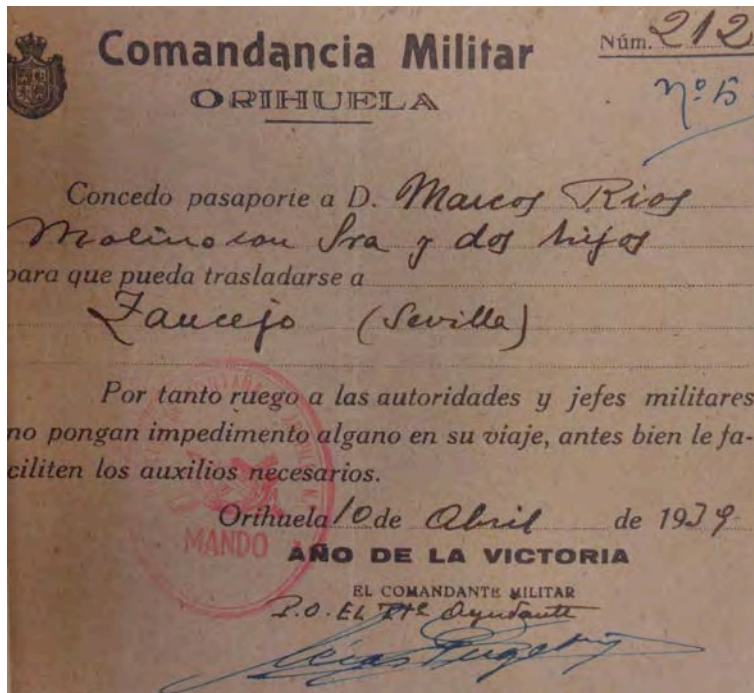 Comandancia Militar
ORIHUELA
Núm. 212
nº 5
Concedo pasaporte a D. Marcos Rios
Molino con Sra y dos hijos
para que pueda trasladarse a
Zaucejo (Sevilla)
Por tanto ruego a las autoridades y jefes militares
no pongan impedimento algano en su viaje, antes bien le fa-
ciliten los auxilios necesarios.
Orihuela 10 de Abril de 1939
MANDO
AÑO DE LA VICTORIA
EL COMANDANTE MILITAR
P.O. EL Tte Ayudante